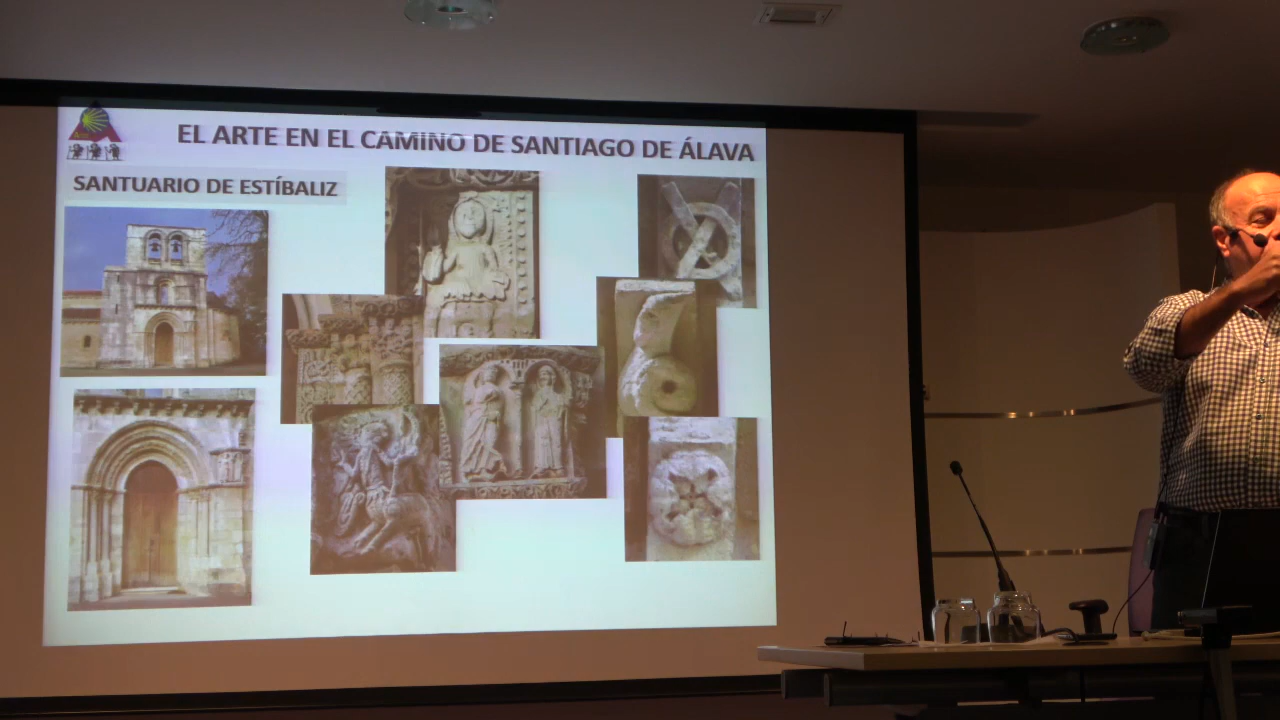 EL ARTE EN EL CAMINO DE SANTIAGO DE ÁLAVA
SANTUARIO DE ESTÍBALIZ